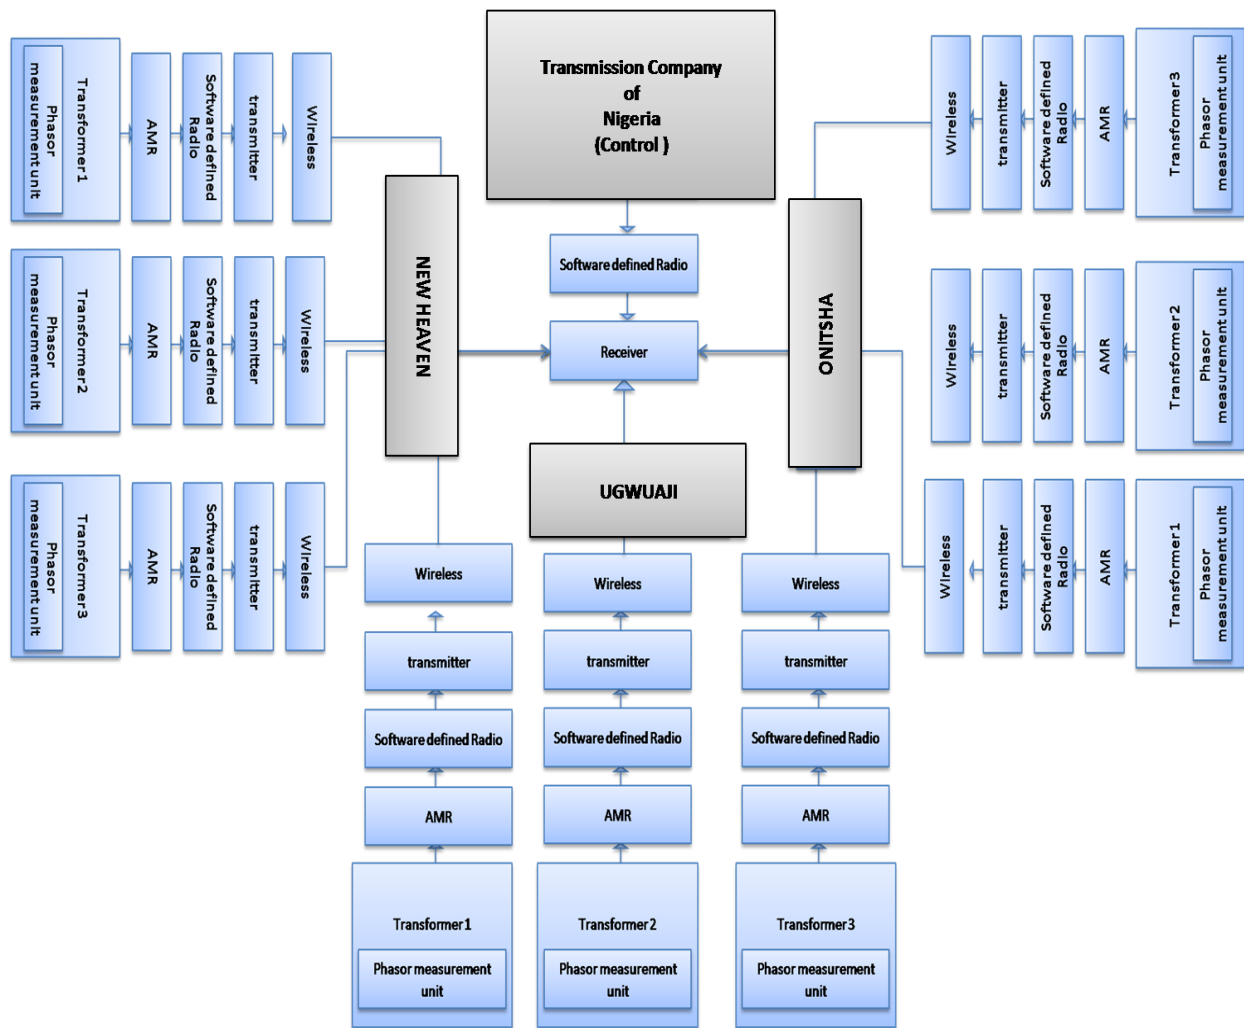 Transmission Company
of
Nigeria
(Control )
Software defined Radio
Receiver
NEW HEAVEN
ONITSHA
UGWUAJI
Transformer1
Phasor
measurement unit
AMR
Software defined
Radio
transmitter
Wireless
Transformer2
Phasor
measurement unit
AMR
Software defined
Radio
transmitter
Wireless
Transformer3
Phasor
measurement unit
AMR
Software defined
Radio
transmitter
Wireless
Wireless
transmitter
Software defined Radio
AMR
Transformer3
Phasor
measurement unit
Wireless
transmitter
Software defined
Radio
AMR
Transformer2
Phasor
measurement unit
Wireless
transmitter
Software defined
Radio
AMR
Transformer1
Phasor
measurement unit
Wireless
transmitter
Software defined Radio
AMR
Transformer1
Phasor measurement
unit
Wireless
transmitter
Software defined Radio
AMR
Transformer2
Phasor measurement
unit
Wireless
transmitter
Software defined Radio
AMR
Transformer3
Phasor measurement
unit